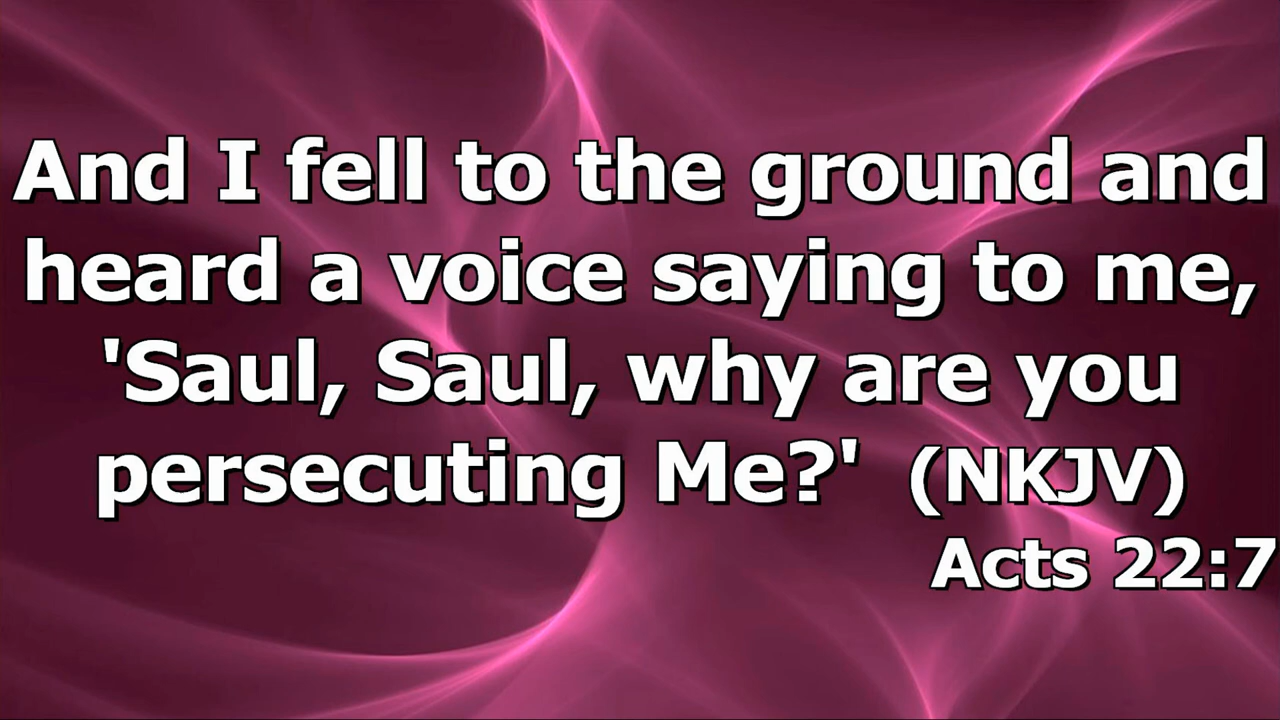 And I fell to the ground and
heard a voice saying to me,
'Saul, Saul, why are you
persecuting Me?' (NKJV)
Acts 22:7